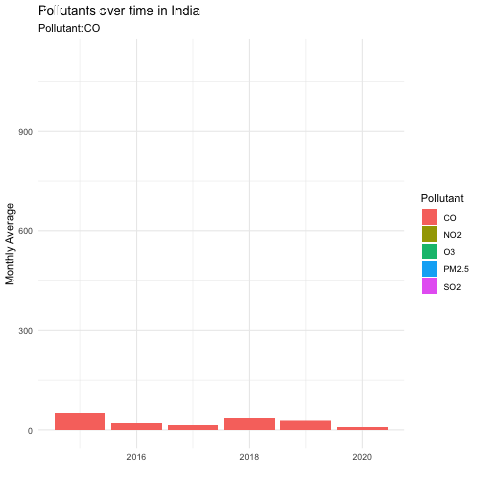 Pollutants over time in India
Pollutant:CO
Monthly Average
900
600
300
0
2016
2018
2020
Pollutant
CO
NO2
O3
PM2.5
SO2